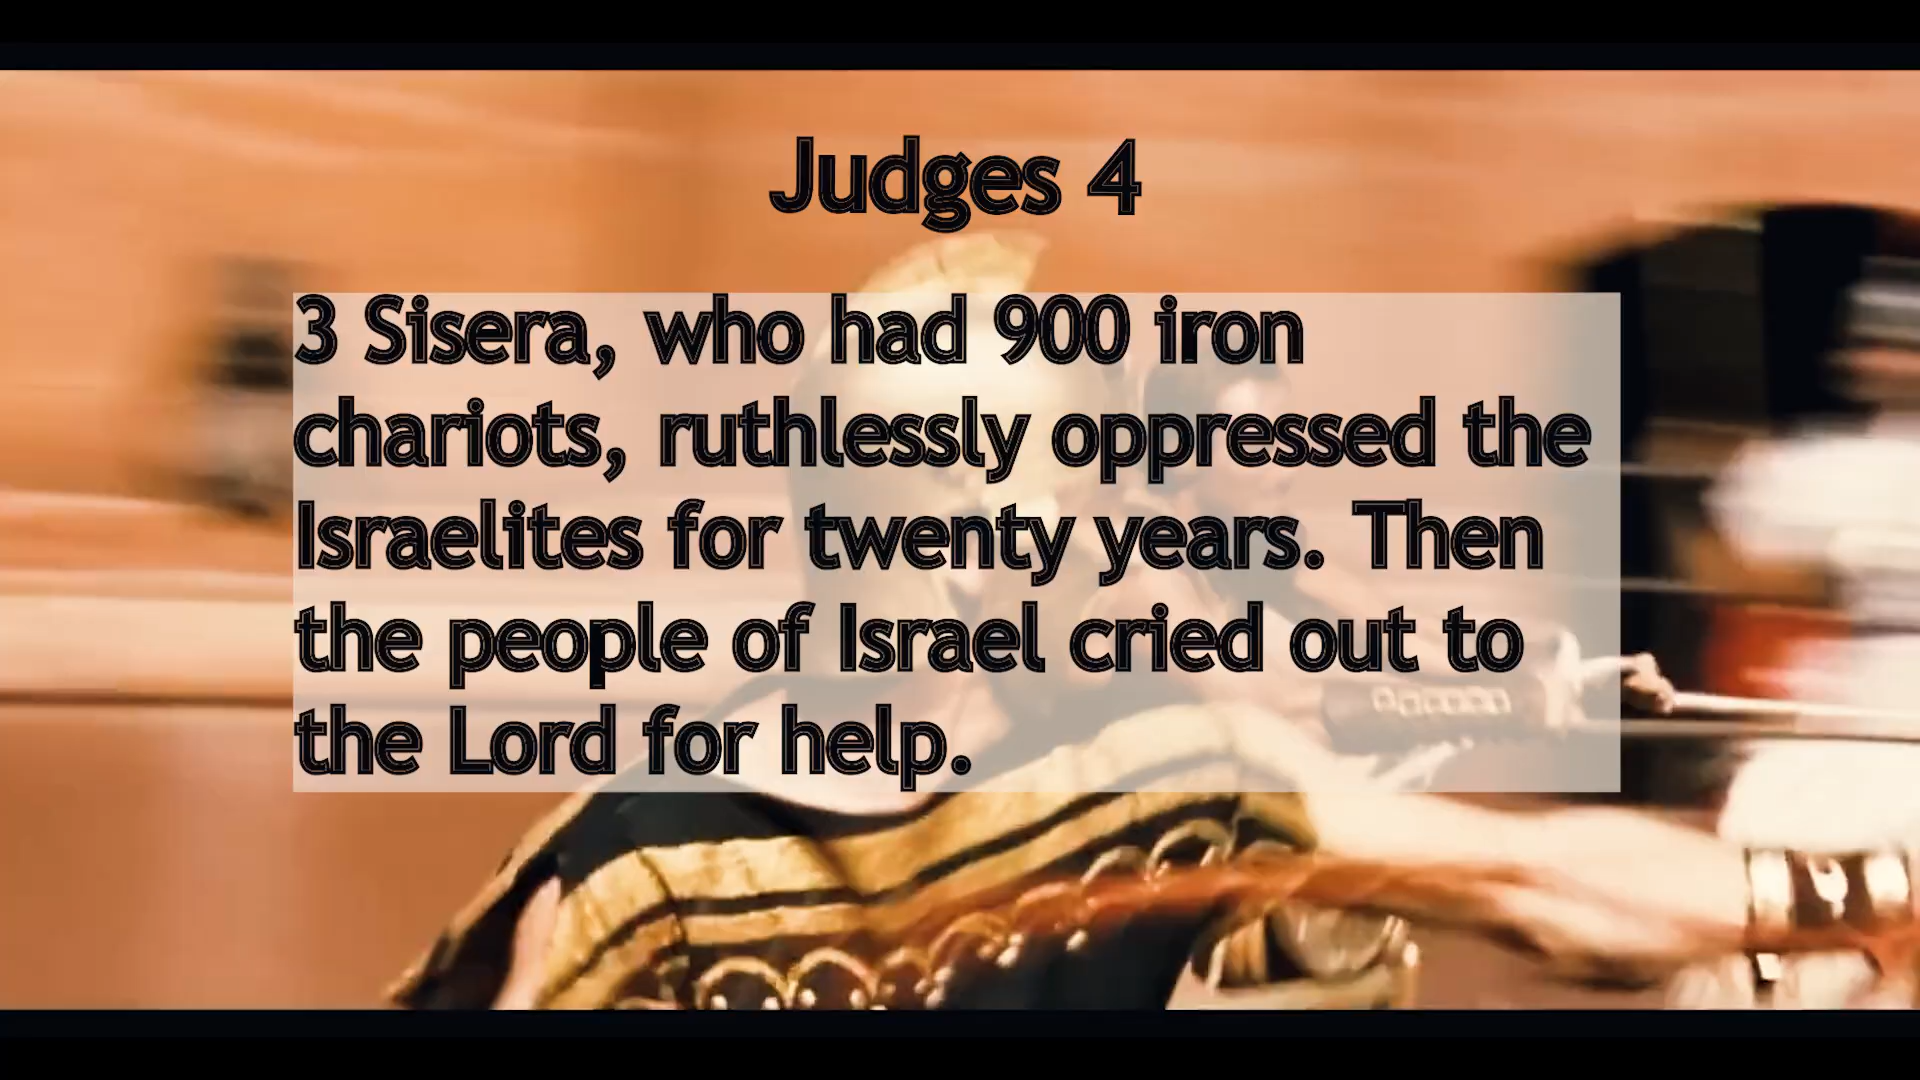 Judges 4
3 Sisera, who had 900 iron
chariots, ruthlessly oppressed the
Israelites for twenty years. Then
the people of Israel cried out to
the Lord for help.